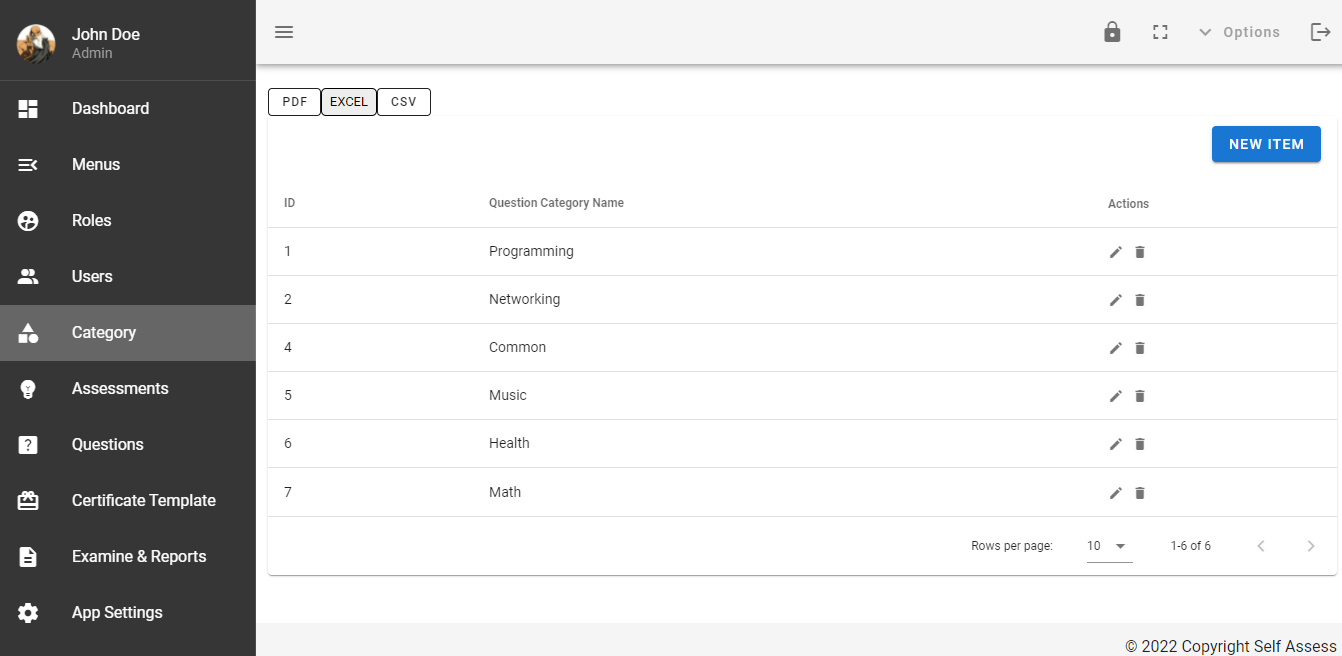 John Doe
Admin
Dashboard
Menus
Roles
Users
Category
Assessments
Questions
Certificate Template
Examine & Reports
App Settings
Options
PDF EXCEL CSV
NEW ITEM
ID Question Category Name Actions
1 Programming
2 Networking
4 Common
5 Music
6 Health
7 Math
Rows per page: 10 1-6 of 6
© 2022 Copyright Self Assess